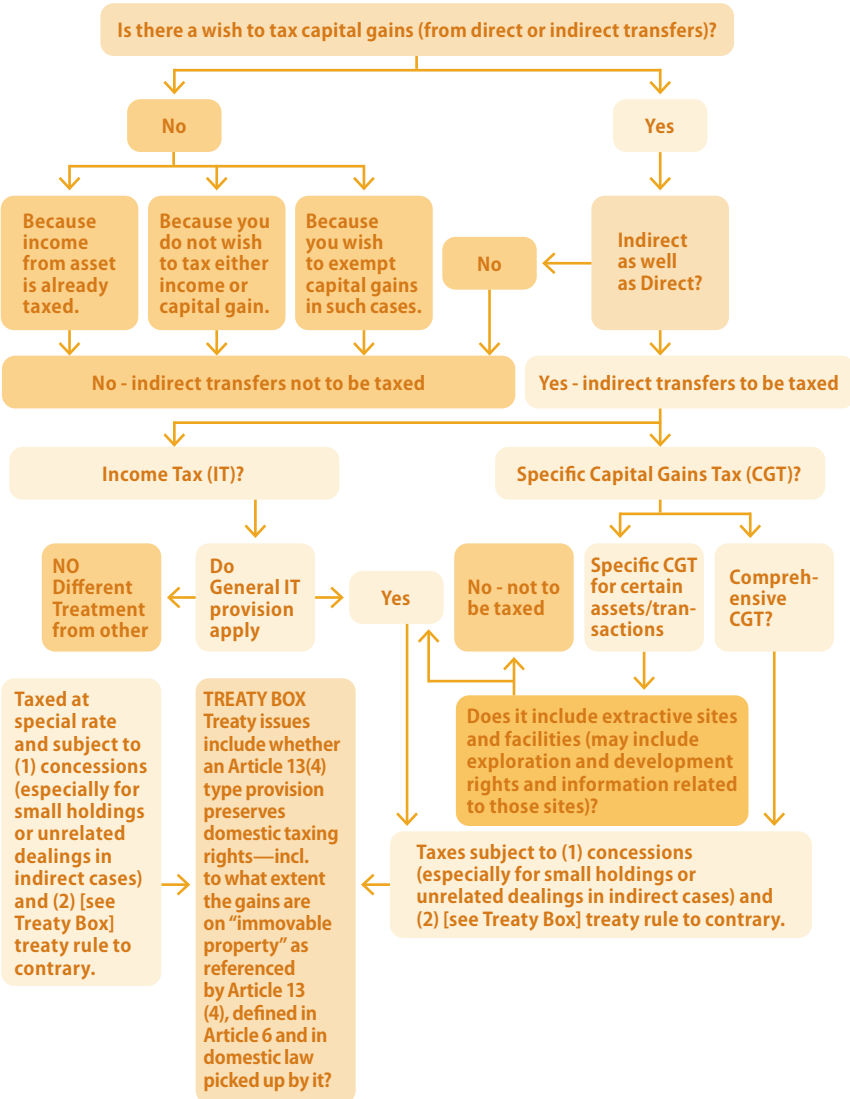 Is there a wish to tax capital gains (from direct or indirect transfers)?
No
Yes
Because
income
from asset
is already
taxed.
Because you
do not wish
to tax either
income or
capital gain.
Because
you wish
to exempt
capital gains
in such cases.
No
Indirect
as well
as Direct?
No - indirect transfers not to be taxed
Yes - indirect transfers to be taxed
Income Tax (IT)?
Specific Capital Gains Tax (CGT)?
NO
Different
Treatment
from other
Do
General IT
provision
apply
Yes
No - not to
be taxed
Specific CGT
for certain
assets/tran-
sactions
Compreh-
ensive
CGT?
Taxed at
special rate
and subject to
(1) concessions
(especially for
small holdings
or unrelated
dealings in
indirect cases)
and (2) [see
Treaty Box]
treaty rule to
contrary.
TREATY BOX
Treaty issues
include whether
an Article 13(4)
type provision
preserves
domestic taxing
rights—incl.
to what extent
the gains are
on “immovable
property” as
referenced
by Article 13
(4), defined in
Article 6 and in
domestic law
picked up by it?
Does it include extractive sites
and facilities (may include
exploration and development
rights and information related
to those sites)?
Taxes subject to (1) concessions
(especially for small holdings or
unrelated dealings in indirect cases) and
(2) [see Treaty Box] treaty rule to contrary.